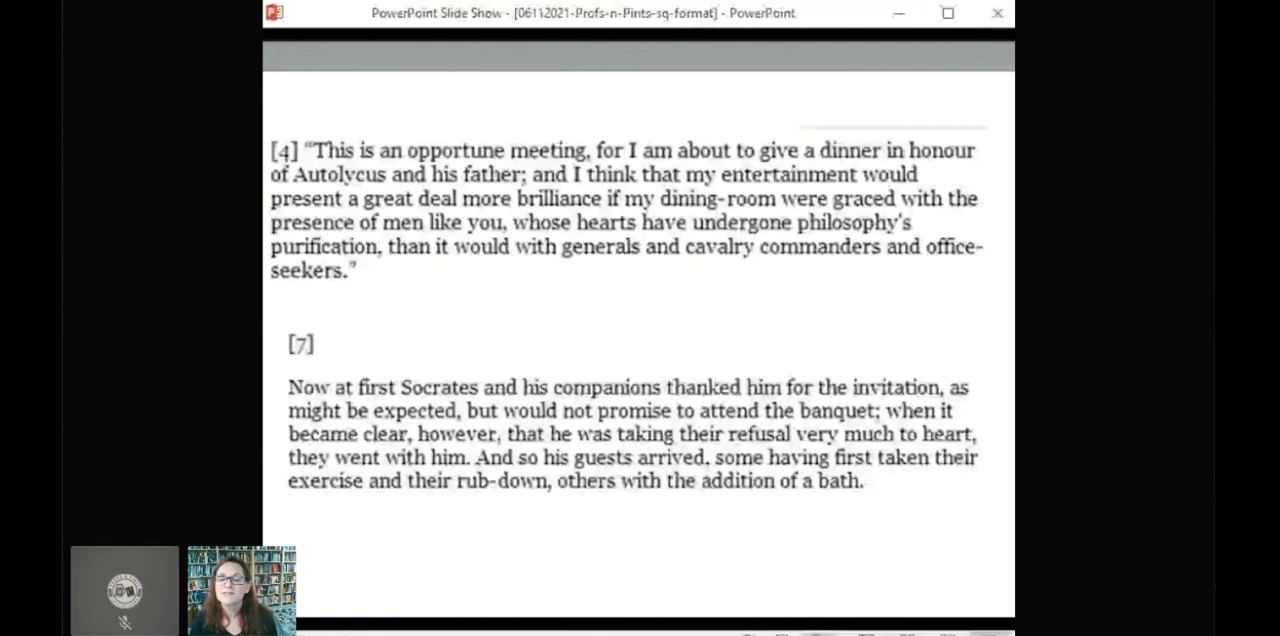 PowerPoint Slide Show - [06112021-Profs-n-Pints-sq-format] - PowerPoint
[4] “This is an opportune meeting, for I am about to give a dinner in honour
of Autolycus and his father; and I think that my entertainment would
present a great deal more brilliance if my dining-room were graced with the
presence of men like you, whose hearts have undergone philosophy's
purification, than it would with generals and cavalry commanders and office-
seekers.”
[7]
Now at first Socrates and his companions thanked him for the invitation, as
might be expected, but would not promise to attend the banquet; when it
became clear, however, that he was taking their refusal very much to heart,
they went with him. And so his guests arrived, some having first taken their
exercise and their rub-down, others with the addition of a bath.